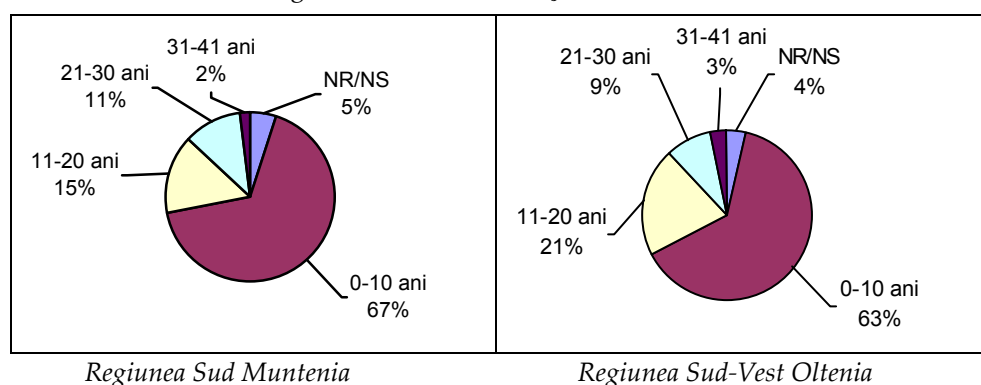 31-41 ani
2%
21-30 ani
11%
NR/NS
5%
11-20 ani
15%
0-10 ani
67%
31-41 ani
3%
21-30 ani
9%
NR/NS
4%
11-20 ani
21%
0-10 ani
63%
Regiunea Sud Muntenia
Regiunea Sud-Vest Oltenia